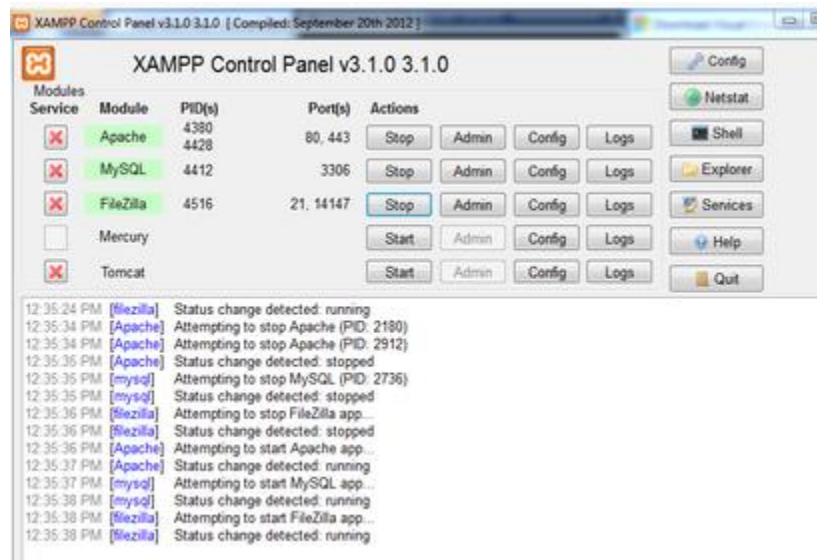 XAMPP Control Panel v3.1.0 3.1.0 [ Compiled: September 20th 2012 ]
XAMPP Control Panel v3.1.0 3.1.0
Config
Modules
Service Module PID(s) Port(s) Actions
Netstat
Apache 4380 4428 80, 443 Stop Admin Config Logs
Shell
MySQL 4412 3306 Stop Admin Config Logs
Explorer
FileZilla 4516 21, 14147 Stop Admin Config Logs
Services
Mercury Start Admin Config Logs
Help
Tomcat Start Admin Config Logs
Quit
12:35:24 PM [filezilla] Status change detected: running
12:35:34 PM [Apache] Attempting to stop Apache (PID: 2180)
12:35:34 PM [Apache] Attempting to stop Apache (PID: 2912)
12:35:35 PM [Apache] Status change detected: stopped
12:35:35 PM [mysql] Attempting to stop MySQL (PID: 2736)
12:35:35 PM [mysql] Status change detected: stopped
12:35:36 PM [filezilla] Attempting to stop FileZilla app...
12:35:36 PM [filezilla] Status change detected: stopped
12:35:36 PM [Apache] Attempting to start Apache app...
12:35:37 PM [Apache] Status change detected: running
12:35:37 PM [mysql] Attempting to start MySQL app...
12:35:38 PM [mysql] Status change detected: running
12:35:38 PM [filezilla] Attempting to start FileZilla app...
12:35:38 PM [filezilla] Status change detected: running